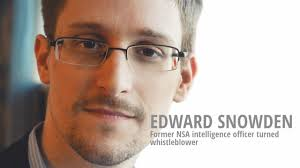 EDWARD SNOWDEN
Former NSA intelligence officer turned
whistleblower